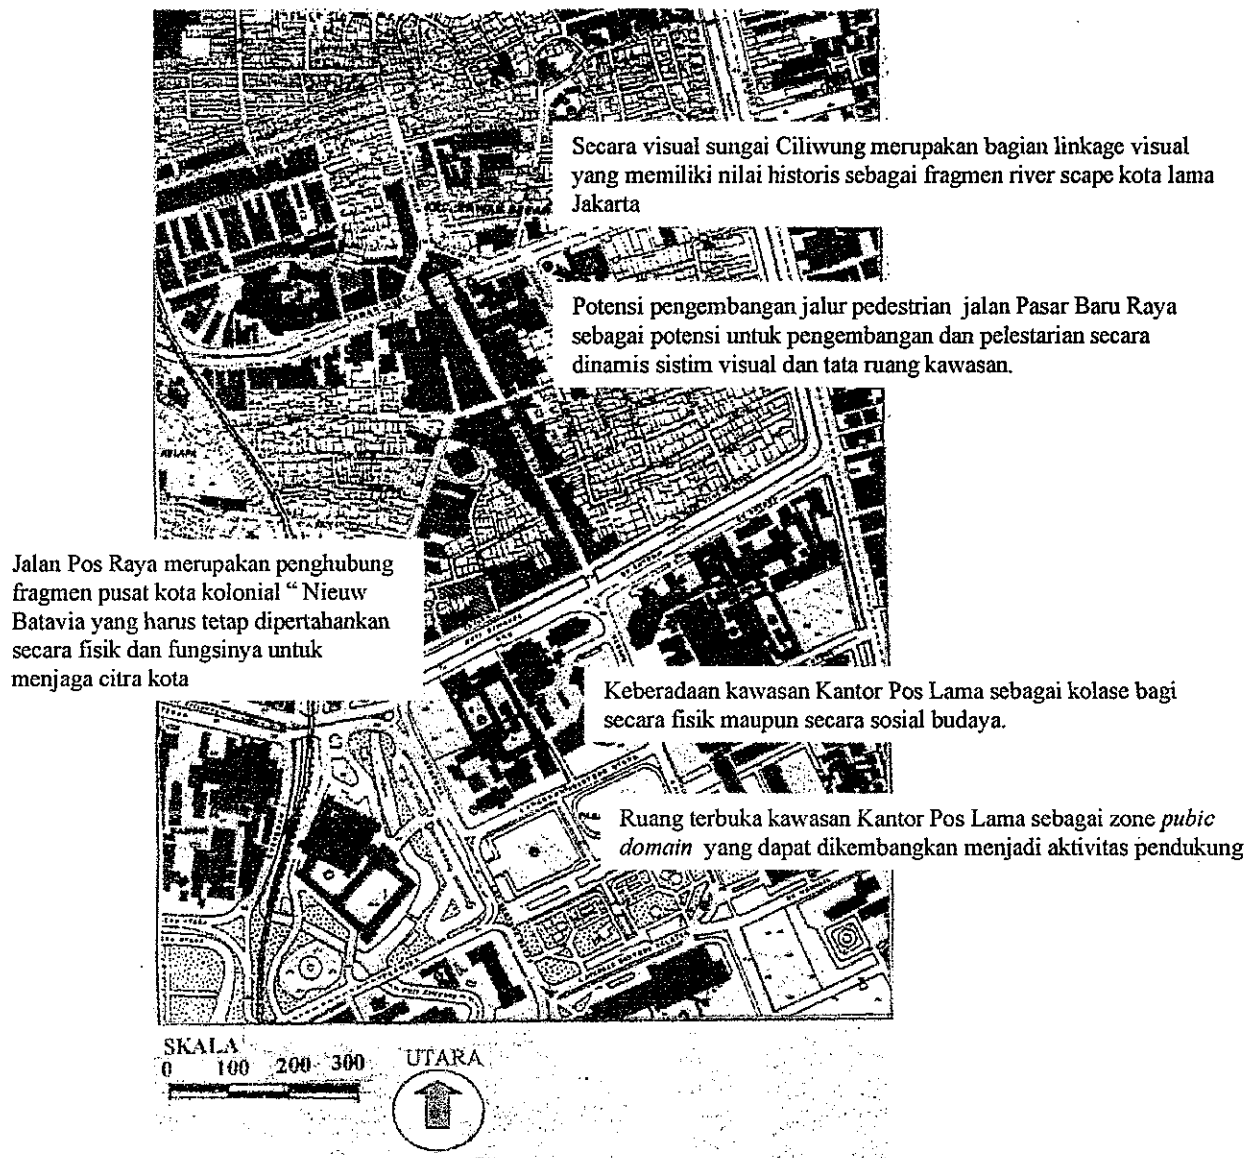 Secara visual sungai Ciliwung merupakan bagian linkage visual
yang memiliki nilai historis sebagai fragmen river scape kota lama
Jakarta
Potensi pengembangan jalur pedestrian jalan Pasar Baru Raya
sebagai potensi untuk pengembangan dan pelestarian secara
dinamis sistim visual dan tata ruang kawasan.
Jalan Pos Raya merupakan penghubung
fragmen pusat kota kolonial “ Nieuw
Batavia yang harus tetap dipertahankan
secara fisik dan fungsinya untuk
menjaga citra kota
Keberadaan kawasan Kantor Pos Lama sebagai kolase bagi
secara fisik maupun secara sosial budaya.
Ruang terbuka kawasan Kantor Pos Lama sebagai zone pubic
domain yang dapat dikembangkan menjadi aktivitas pendukung
SKALA
0 100 200 300
UTARA